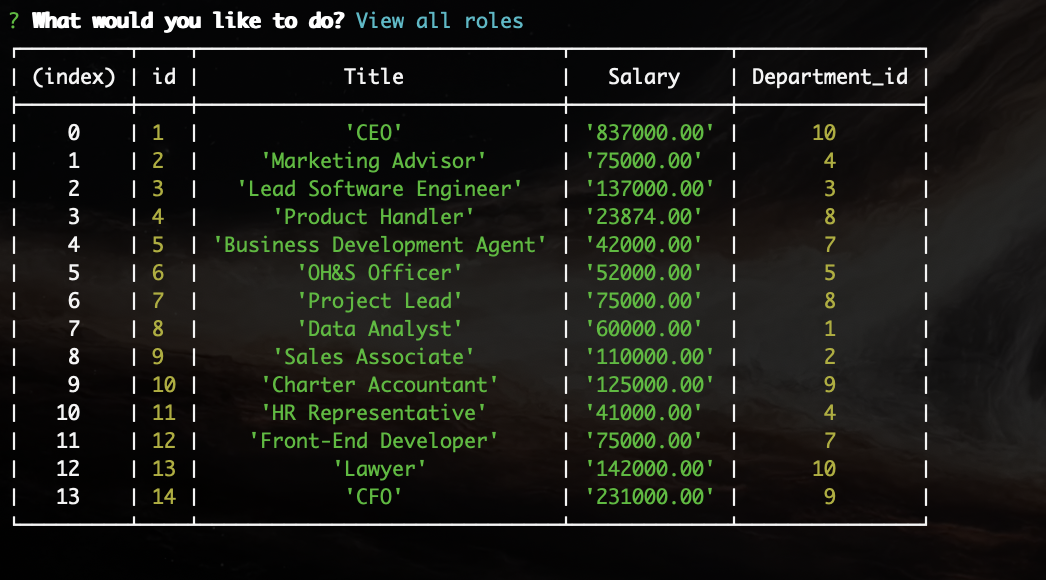 ? What would you like to do? View all roles
(index) id Title Salary Department_id
0 1 'CEO' '837000.00' 10
1 2 'Marketing Advisor' '75000.00' 4
2 3 'Lead Software Engineer' '137000.00' 3
3 4 'Product Handler' '23874.00' 8
4 5 'Business Development Agent' '42000.00' 7
5 6 'OH&S Officer' '52000.00' 5
6 7 'Project Lead' '75000.00' 8
7 8 'Data Analyst' '60000.00' 1
8 9 'Sales Associate' '110000.00' 2
9 10 'Charter Accountant' '125000.00' 9
10 11 'HR Representative' '41000.00' 4
11 12 'Front-End Developer' '75000.00' 7
12 13 'Lawyer' '142000.00' 10
13 14 'CFO' '231000.00' 9